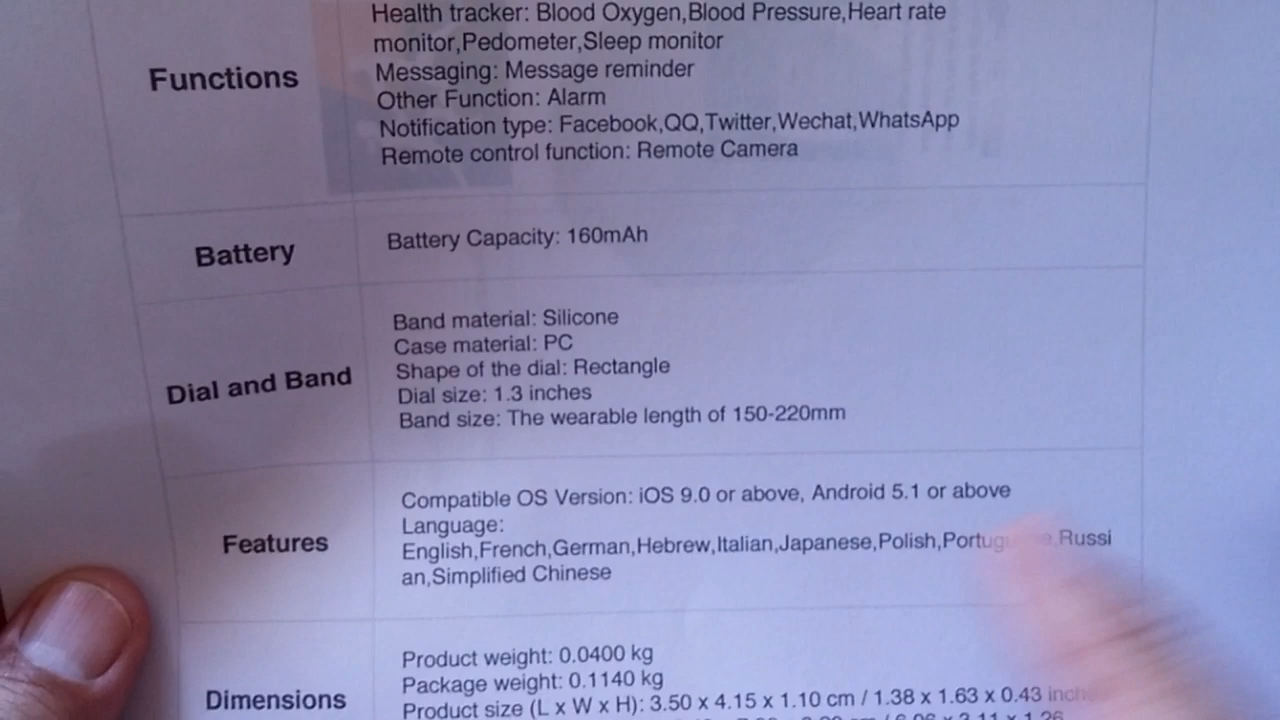 Health tracker: Blood Oxygen,Blood Pressure,Heart rate
monitor,Pedometer,Sleep monitor
Functions
Messaging: Message reminder
Other Function: Alarm
Notification type: Facebook,QQ,Twitter,Wechat,WhatsApp
Remote control function: Remote Camera
Battery
Battery Capacity: 160mAh
Band material: Silicone
Case material: PC
Shape of the dial: Rectangle
Dial and Band
Dial size: 1.3 inches
Band size: The wearable length of 150-220mm
Compatible OS Version: iOS 9.0 or above, Android 5.1 or above
Language:
Features
English,French,German,Hebrew,Italian,Japanese,Polish,Portuguese,Russi
an,Simplified Chinese
Product weight: 0.0400 kg
Package weight: 0.1140 kg
Dimensions
Product size (L x W x H): 3.50 x 4.15 x 1.10 cm / 1.38 x 1.63 x 0.43 inches